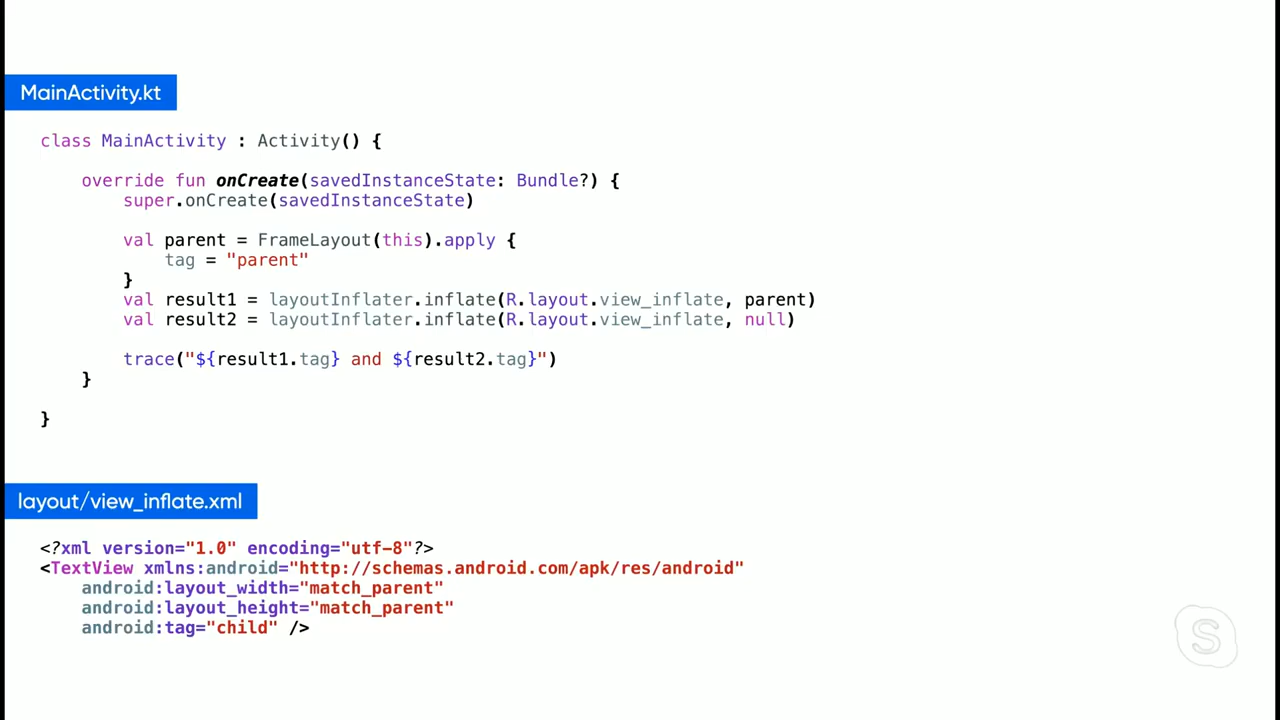 MainActivity.kt
class MainActivity : Activity() {
override fun onCreate(savedInstanceState: Bundle?) {
super.onCreate(savedInstanceState)
val parent = FrameLayout(this).apply {
tag = "parent"
}
val result1 = layoutInflater.inflate(R.layout.view_inflate, parent)
val result2 = layoutInflater.inflate(R.layout.view_inflate, null)
trace("${result1.tag} and ${result2.tag}")
}
}
layout/view_inflate.xml
<?xml version="1.0" encoding="utf-8"?>
<TextView xmlns:android="http://schemas.android.com/apk/res/android"
android:layout_width="match_parent"
android:layout_height="match_parent"
android:tag="child" />
S